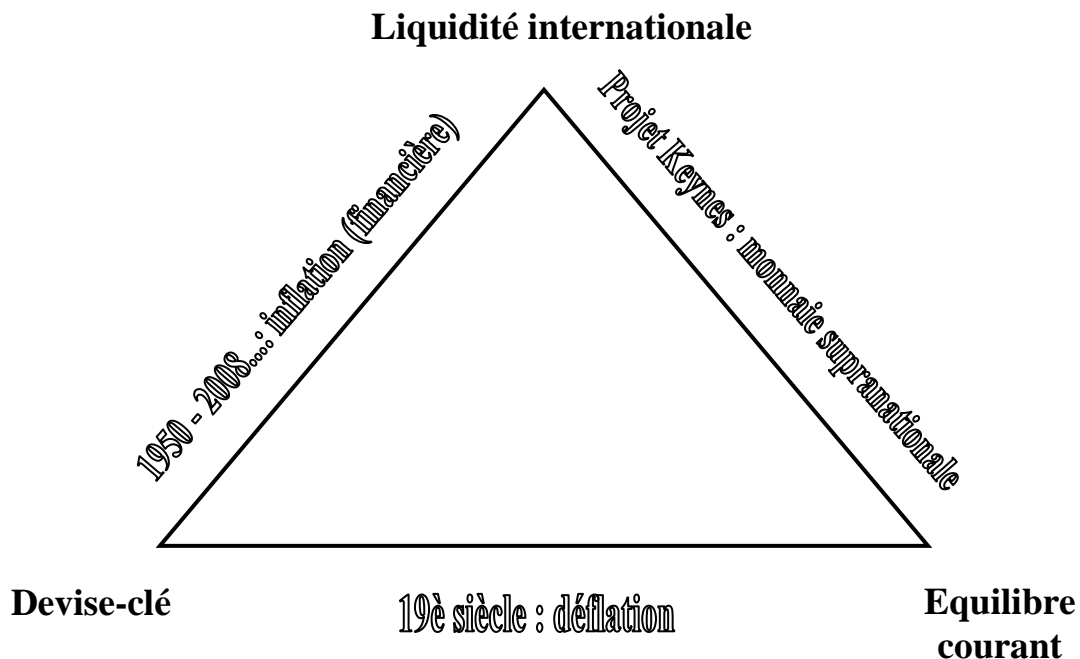 Liquidité internationale
1950 - 2008...: inflation (financière)
Projet Keynes : monnaie supranationale
Devise-clé
19è siècle : déflation
Equilibre
courant